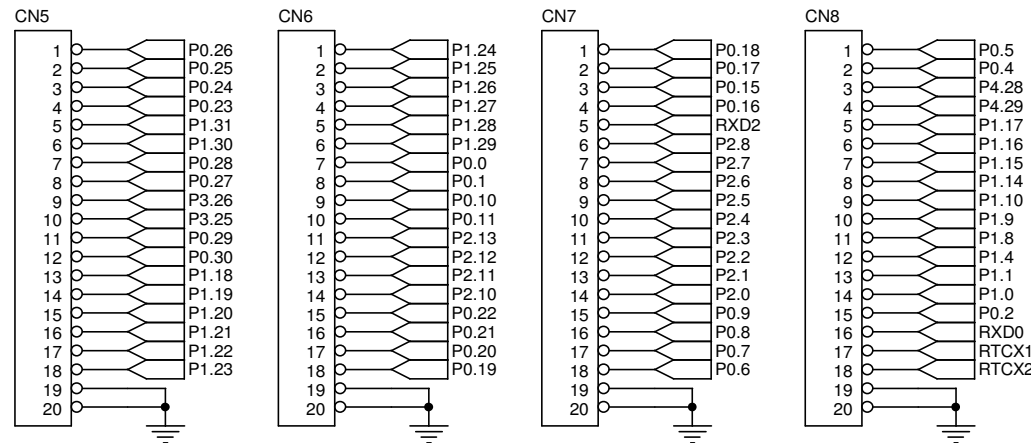 CN5
1 P0.26
2 P0.25
3 P0.24
4 P0.23
5 P1.31
6 P1.30
7 P0.28
8 P0.27
9 P3.26
10 P3.25
11 P0.29
12 P0.30
13 P1.18
14 P1.19
15 P1.20
16 P1.21
17 P1.22
18 P1.23
19
20
CN6
1 P1.24
2 P1.25
3 P1.26
4 P1.27
5 P1.28
6 P1.29
7 P0.0
8 P0.1
9 P0.10
10 P0.11
11 P2.13
12 P2.12
13 P2.11
14 P2.10
15 P0.22
16 P0.21
17 P0.20
18 P0.19
19
20
CN7
1 P0.18
2 P0.17
3 P0.15
4 P0.16
5 RXD2
6 P2.8
7 P2.7
8 P2.6
9 P2.5
10 P2.4
11 P2.3
12 P2.2
13 P2.1
14 P2.0
15 P0.9
16 P0.8
17 P0.7
18 P0.6
19
20
CN8
1 P0.5
2 P0.4
3 P4.28
4 P4.29
5 P1.17
6 P1.16
7 P1.15
8 P1.14
9 P1.10
10 P1.9
11 P1.8
12 P1.4
13 P1.1
14 P1.0
15 P0.2
16 RXD0
17 RTCX1
18 RTCX2
19
20